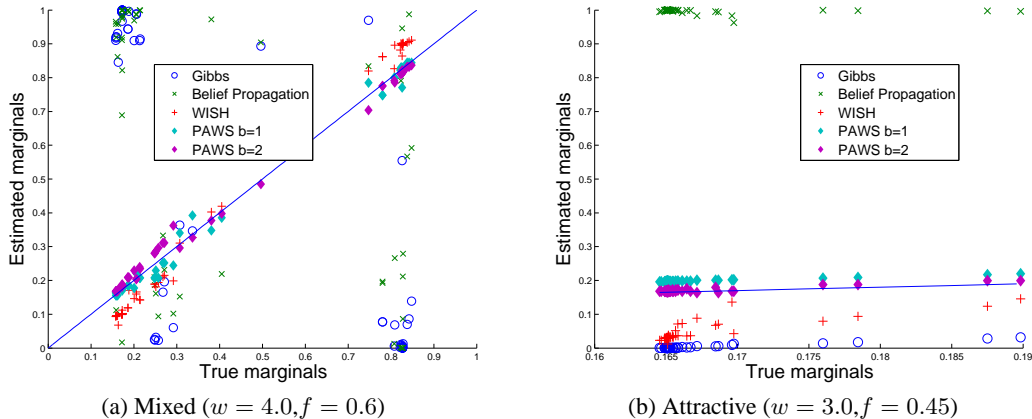 1
0.9
0.8
0.7
0.6
0.5
0.4
0.3
0.2
0.1
0
Estimated marginals
Gibbs
Belief Propagation
WISH
PAWS b=1
PAWS b=2
0 0.1 0.2 0.3 0.4 0.5 0.6 0.7 0.8 0.9 1
True marginals
(a) Mixed (w = 4.0,f = 0.6)
1
0.9
0.8
0.7
0.6
0.5
0.4
0.3
0.2
0.1
0
Estimated marginals
Gibbs
Belief Propagation
WISH
PAWS b=1
PAWS b=2
0.16 0.165 0.17 0.175 0.18 0.185 0.19
True marginals
(b) Attractive (w = 3.0,f = 0.45)